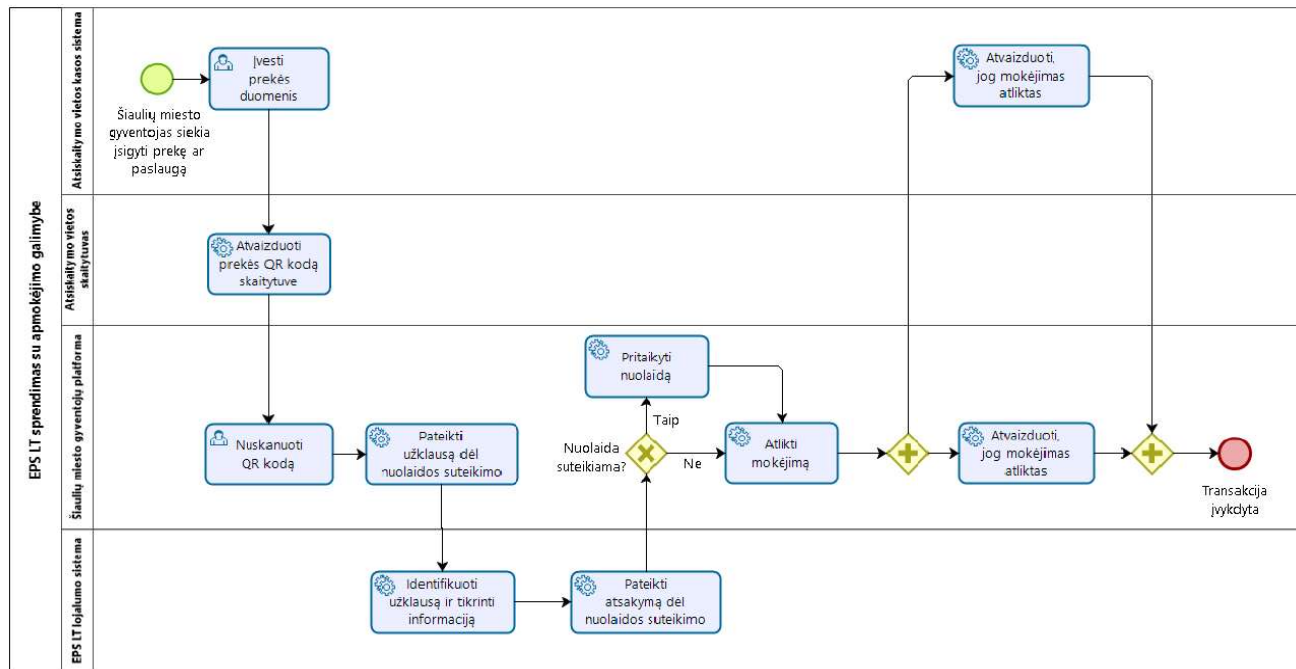 EPS LT sprendimas su apmokėjimo galimybe
Atsiskaitymo vietos kasos sistema
Šiaulių miesto
gyventojas siekia
įsigyti prekę ar
paslaugą
Įvesti
prekės
duomenis
Atvaizduoti,
jog mokėjimas
atliktas
Atsiskaitymo vietos
skaitytuvas
Atvaizduoti
prekės QR kodą
skaitytuve
Šiaulių miesto gyventojų platforma
Nuskanuoti
QR kodą
Pateikti
užklausą dėl
nuolaidos suteikimo
Nuolaida
suteikiama?
Taip
Ne
Pritaikyti
nuolaidą
Atlikti
mokėjimą
Atvaizduoti,
jog mokėjimas
atliktas
Transakcija
įvykdyta
EPS LT lojalumo sistema
Identifikuoti
užklausą ir tikrinti
informaciją
Pateikti
atsakymą dėl
nuolaidos suteikimo